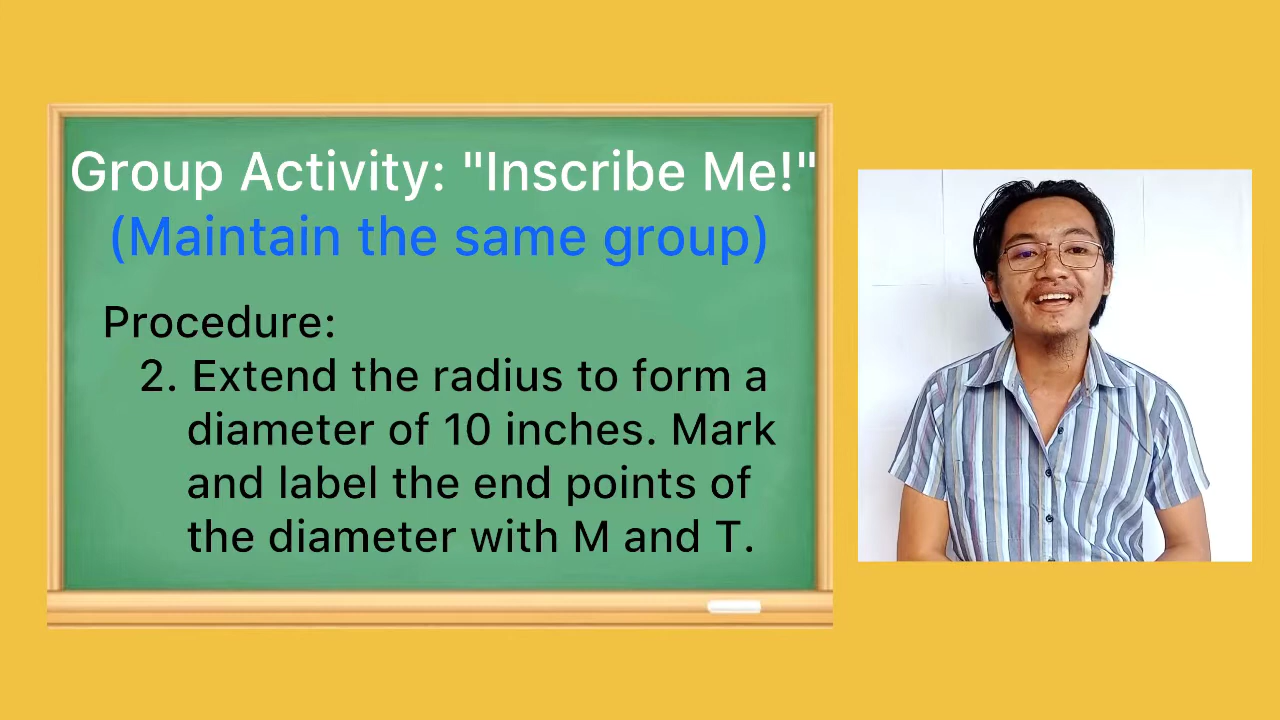 Group Activity: "Inscribe Me!"
(Maintain the same group)
Procedure:
2. Extend the radius to form a
diameter of 10 inches. Mark
and label the end points of
the diameter with M and T.